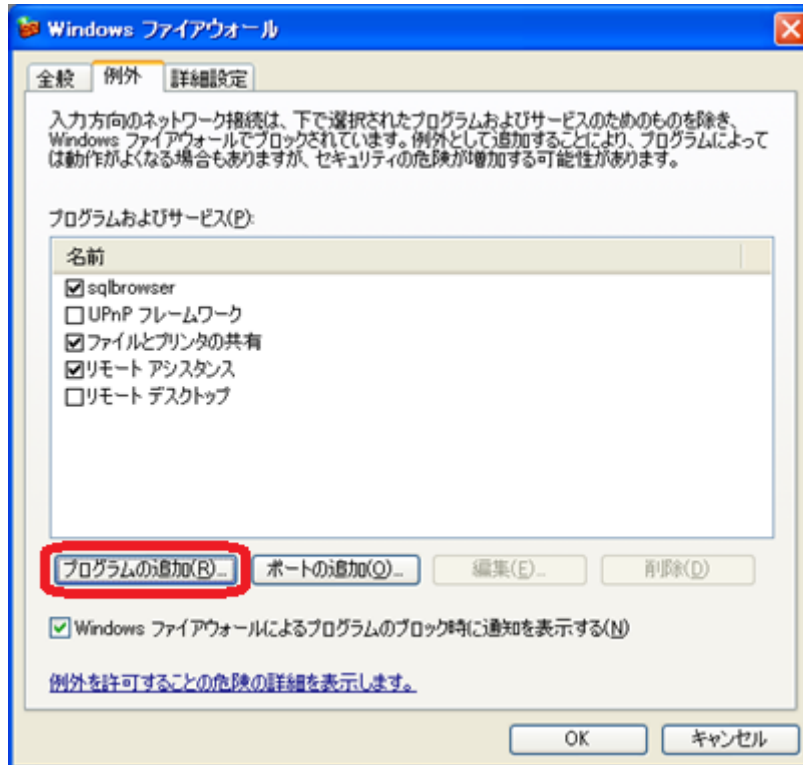 Windows ファイアウォール
全般 例外 詳細設定
入力方向のネットワーク接続は、下で選択されたプログラムおよびサービスのためのものを除き、
Windows ファイアウォールでブロックされています。例外として追加することにより、プログラムによって
は動作がよくなる場合もありますが、セキュリティの危険が増加する可能性があります。
プログラムおよびサービス(P):
名前
sqlbrowser
UPnP フレームワーク
ファイルとプリンタの共有
リモート アシスタンス
リモート デスクトップ
プログラムの追加(R)... ポートの追加(O)... 編集(E)... 削除(D)
Windows ファイアウォールによるプログラムのブロック時に通知を表示する(N)
例外を許可することの危険の詳細を表示します。
OK キャンセル